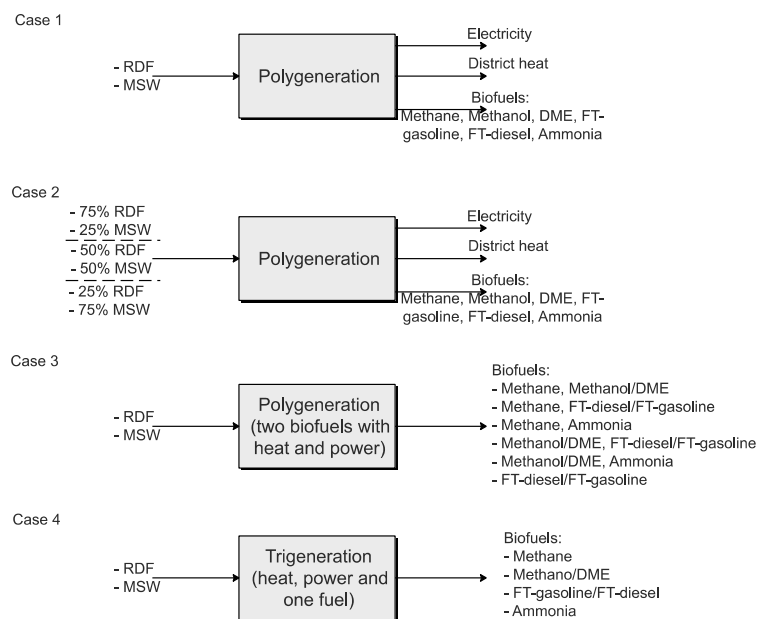 Case 1
- RDF
- MSW
Polygeneration
Electricity
District heat
Biofuels:
Methane, Methanol, DME, FT-
gasoline, FT-diesel, Ammonia
Case 2
- 75% RDF
- 25% MSW
- 50% RDF
- 50% MSW
- 25% RDF
- 75% MSW
Polygeneration
Electricity
District heat
Biofuels:
Methane, Methanol, DME, FT-
gasoline, FT-diesel, Ammonia
Case 3
- RDF
- MSW
Polygeneration
(two biofuels with
heat and power)
Biofuels:
- Methane, Methanol/DME
- Methane, FT-diesel/FT-gasoline
- Methane, Ammonia
- Methanol/DME, FT-diesel/FT-gasoline
- Methanol/DME, Ammonia
- FT-diesel/FT-gasoline
Case 4
- RDF
- MSW
Trigeneration
(heat, power and
one fuel)
Biofuels:
- Methane
- Methano/DME
- FT-gasoline/FT-diesel
- Ammonia